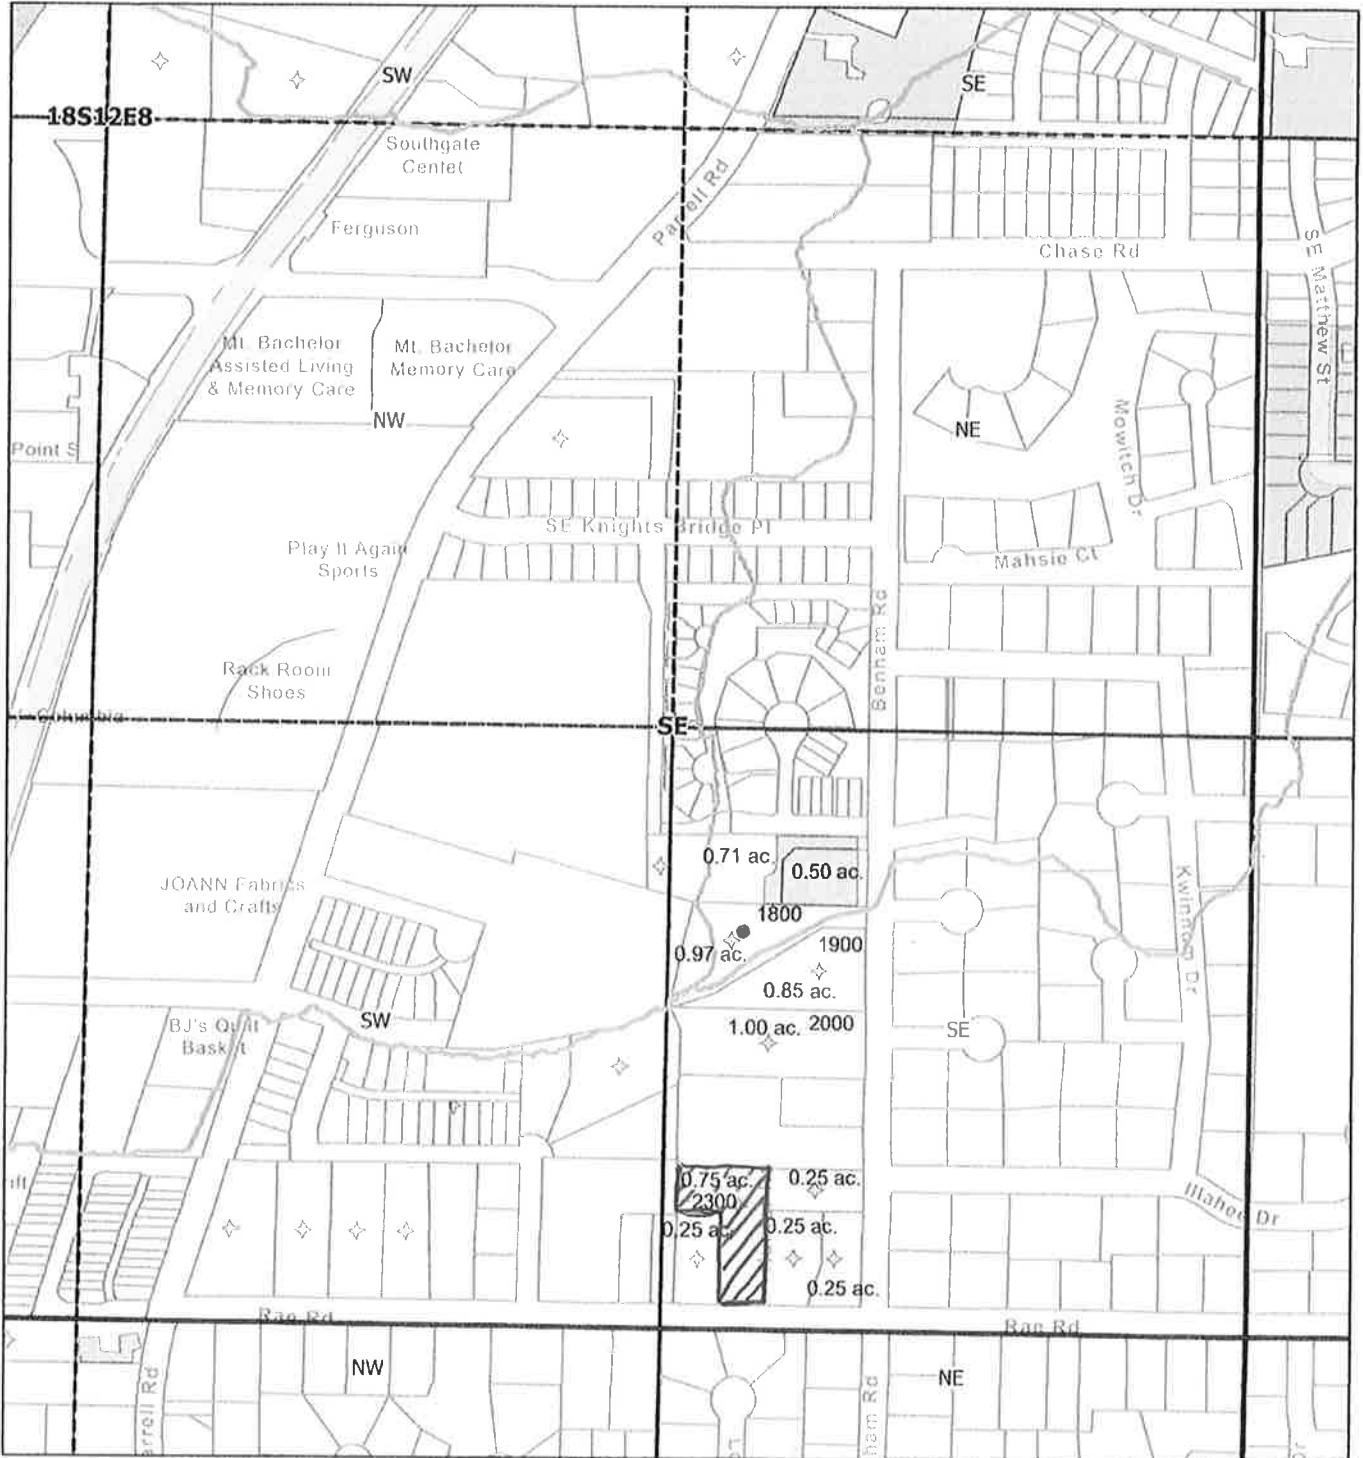 SW
SE
18S12E8
Southgate
Center
Parrell Rd
Ferguson
Chase Rd
SE Matthew St
Mt. Bachelor
Assisted Living
& Memory Care
Mt. Bachelor
Memory Care
NW
NE
Mowitch Dr
Point S
SE Knights Bridge Pl
Play It Again
Sports
Mahsie Ct
Benham Rd
Rack Room
Shoes
Columbia
SE
0.71 ac.
0.50 ac.
JOANN Fabrics
and Crafts
Kwinnum Dr
1800
0.97 ac.
1900
0.85 ac.
SW
BJ's Quilt
Basket
1.00 ac.
2000
SE
0.75 ac.
2300
0.25 ac.
0.25 ac.
0.25 ac.
0.25 ac.
Illahee Dr
Rae Rd
Rae Rd
NW
NE
arrell Rd
ham Rd